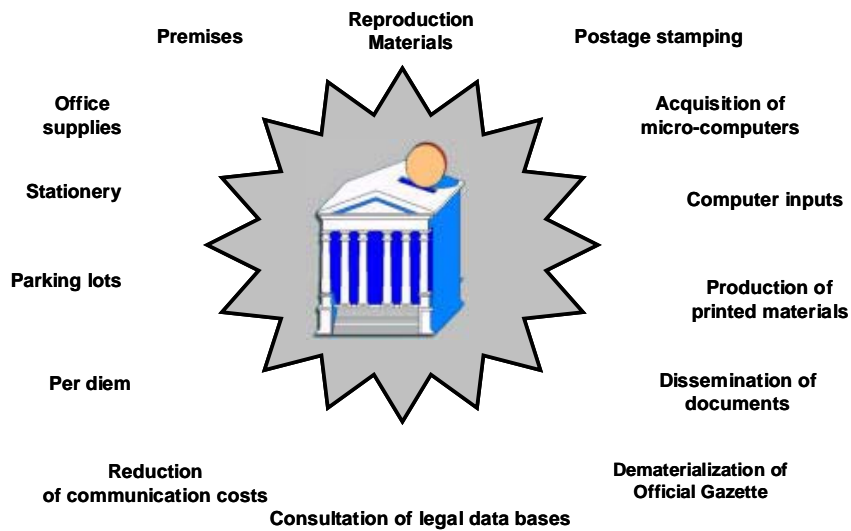 Premises
Reproduction
Materials
Postage stamping
Office
supplies
Acquisition of
micro-computers
Stationery
Computer inputs
Parking lots
Production of
printed materials
Per diem
Dissemination of
documents
Reduction
of communication costs
Dematerialization of
Official Gazette
Consultation of legal data bases